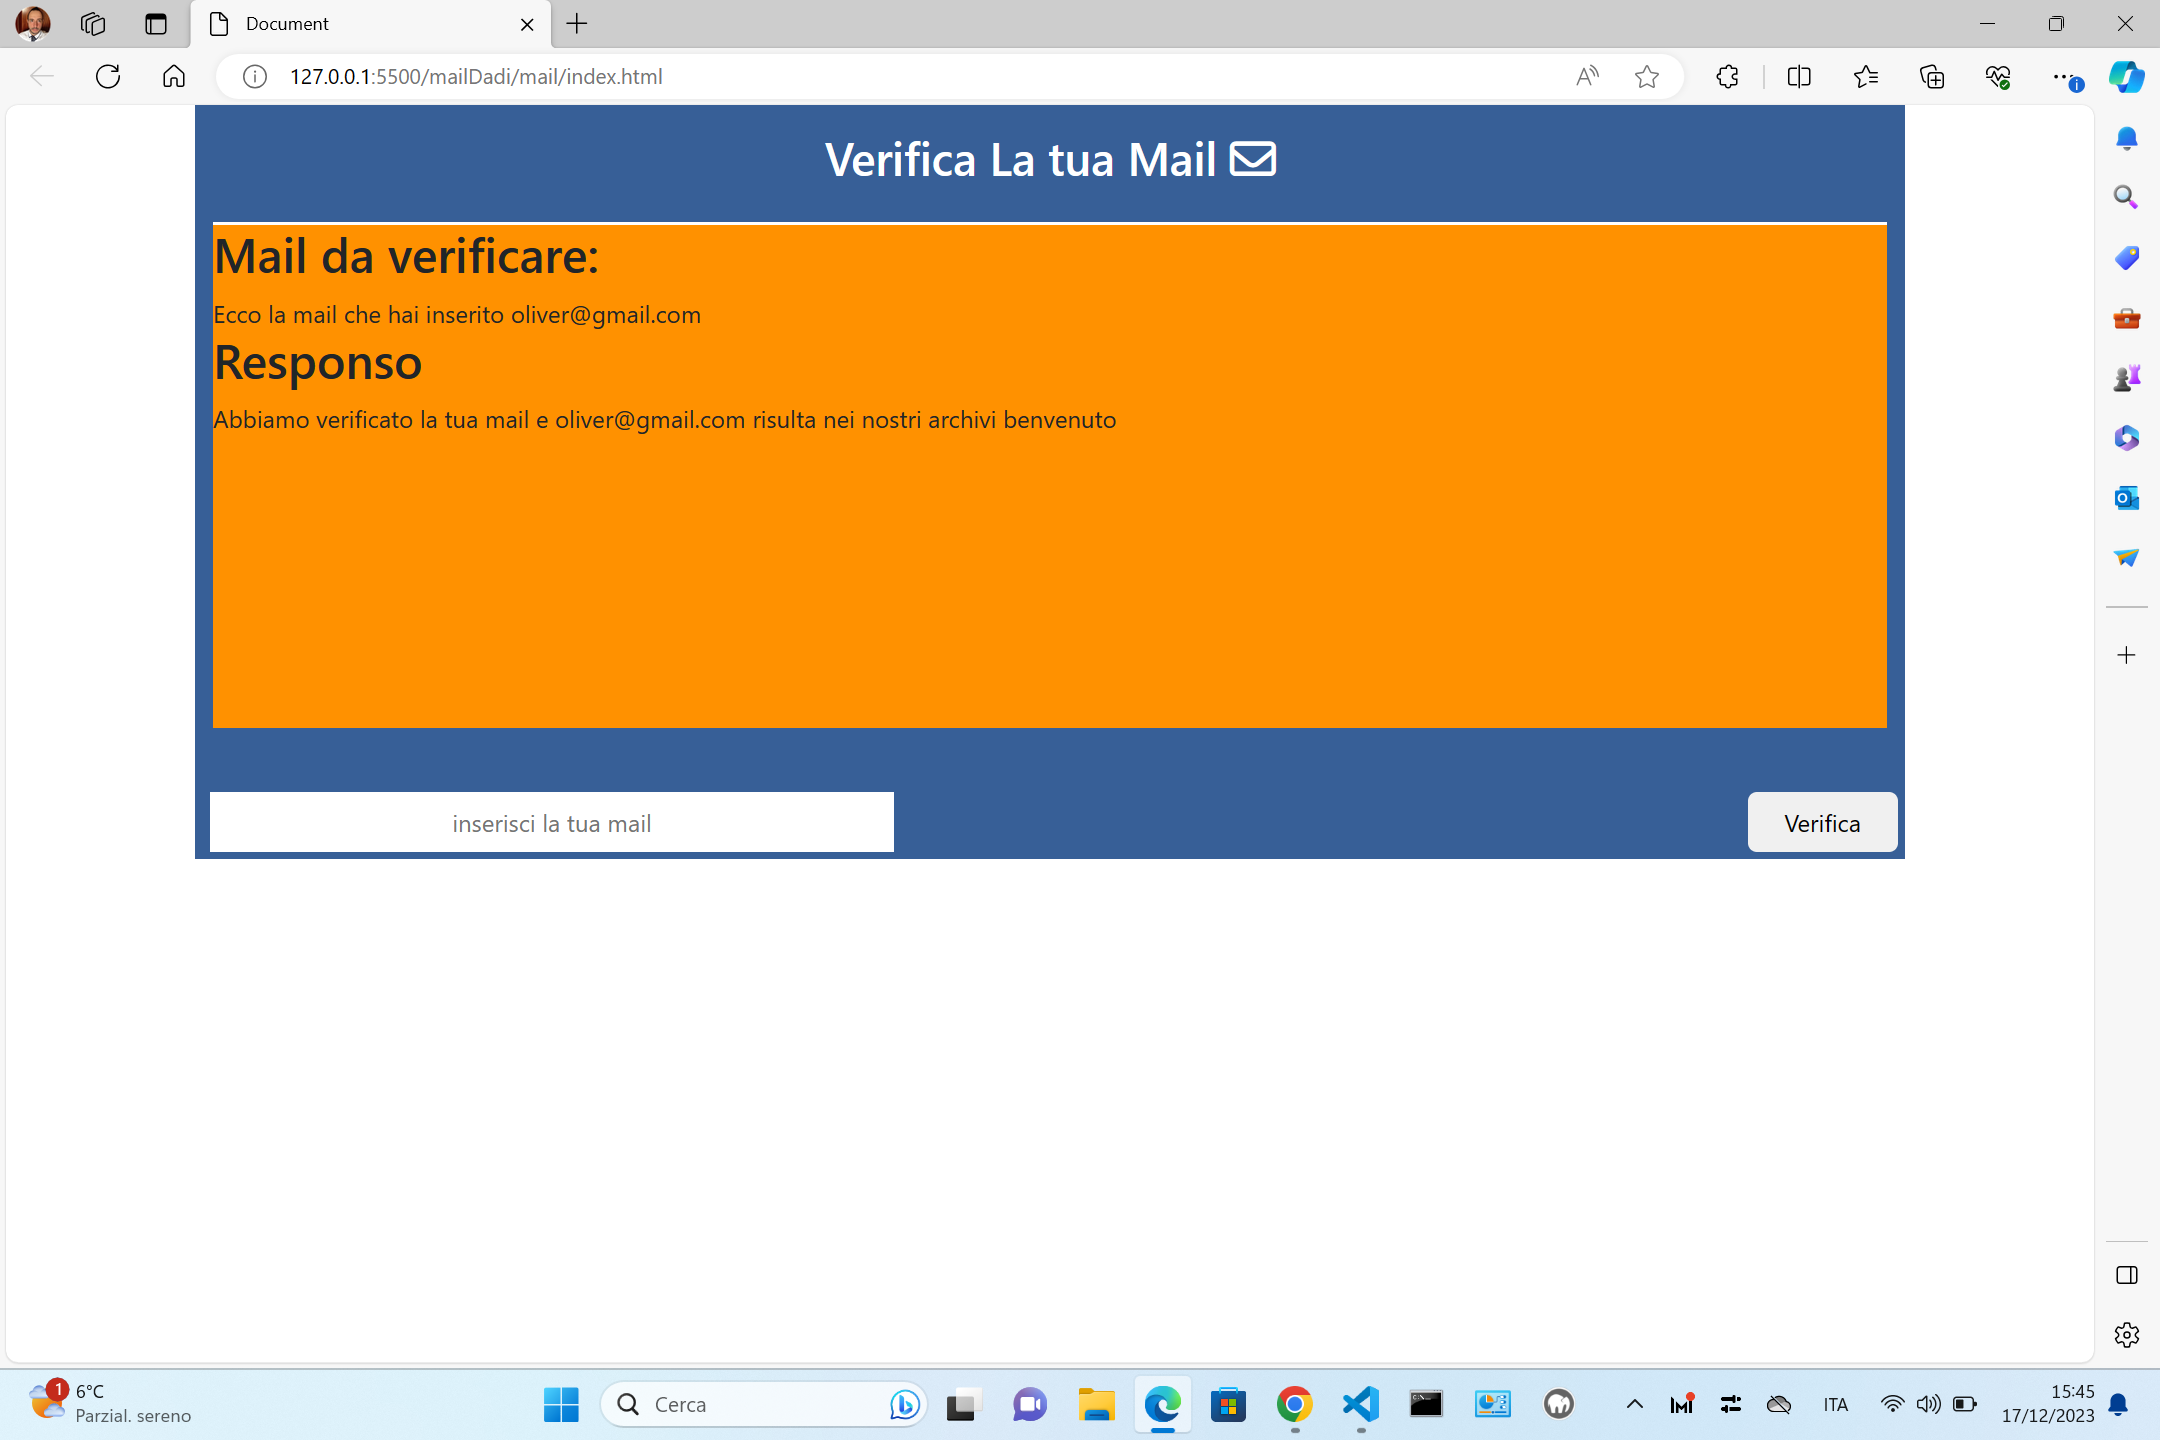 Document
127.0.0.1:5500/mailDadi/mail/index.html
Verifica La tua Mail
Mail da verificare:
Ecco la mail che hai inserito oliver@gmail.com
Responso
Abbiamo verificato la tua mail e oliver@gmail.com risulta nei nostri archivi benvenuto
inserisci la tua mail
Verifica
1
6°C
Parzial. sereno
Cerca
ITA
15:45
17/12/2023